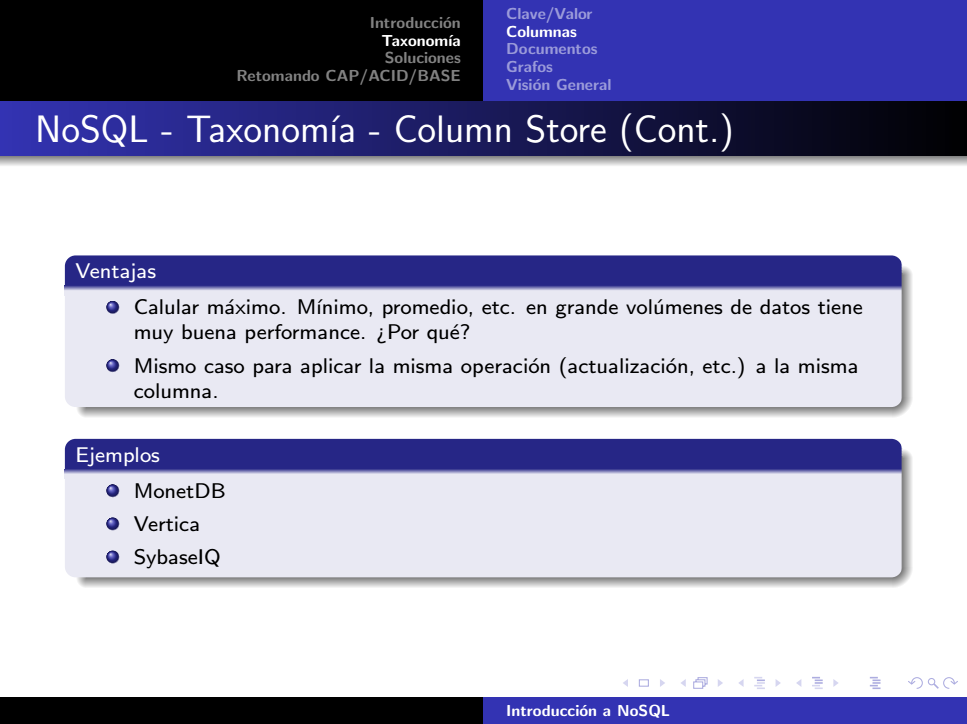 Introducción
Taxonomía
Soluciones
Retomando CAP/ACID/BASE
Clave/Valor
Columnas
Documentos
Grafos
Visión General
NoSQL - Taxonomía - Column Store (Cont.)
Ventajas
Calular máximo. Mínimo, promedio, etc. en grande volúmenes de datos tiene
muy buena performance. ¿Por qué?
Mismo caso para aplicar la misma operación (actualización, etc.) a la misma
columna.
Ejemplos
MonetDB
Vertica
SybaseIQ
Introducción a NoSQL